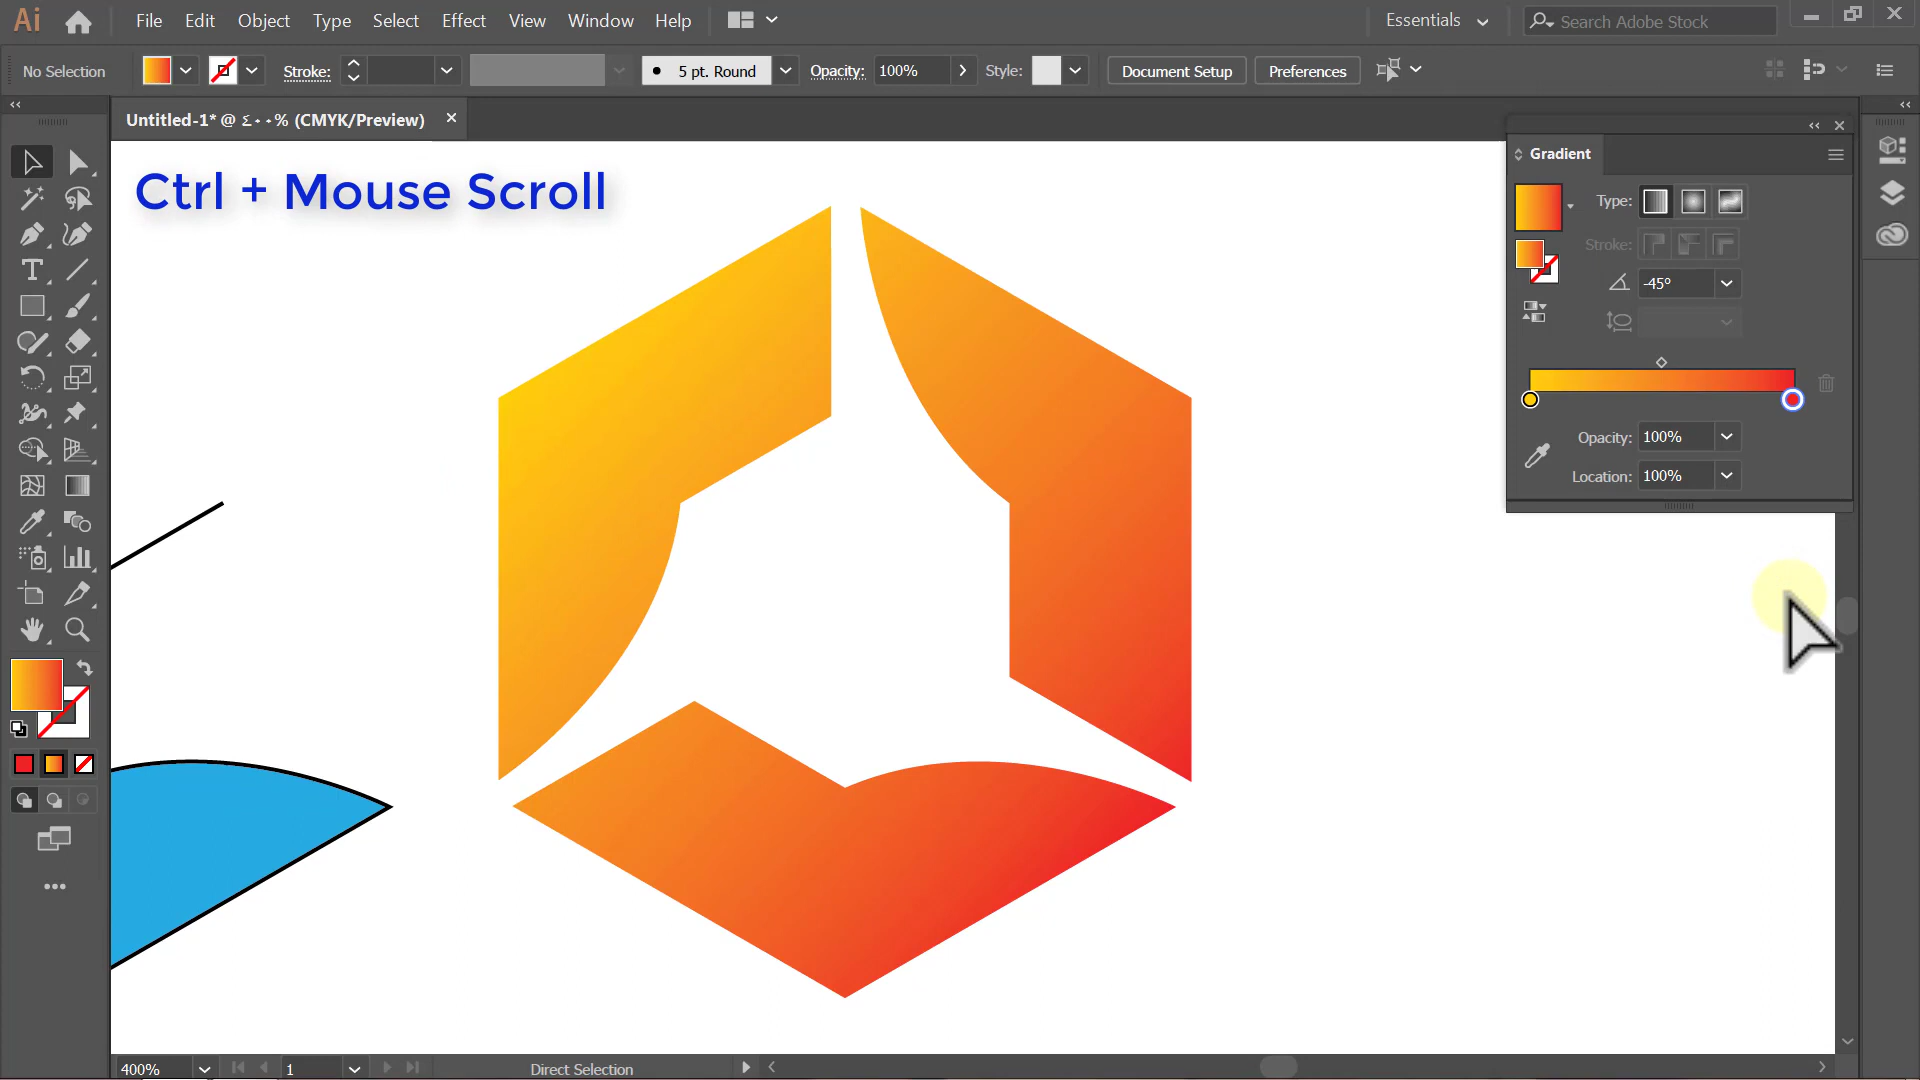 Ai File Edit Object Type Select Effect View Window Help Essentials Search Adobe Stock
No Selection Stroke: 5 pt. Round Opacity: 100% Style: Document Setup Preferences
Untitled-1* @ ٤٠٠% (CMYK/Preview)
Ctrl + Mouse Scroll
Gradient
Type:
Stroke:
-45°
Opacity: 100%
Location: 100%
T
400% 1 Direct Selection